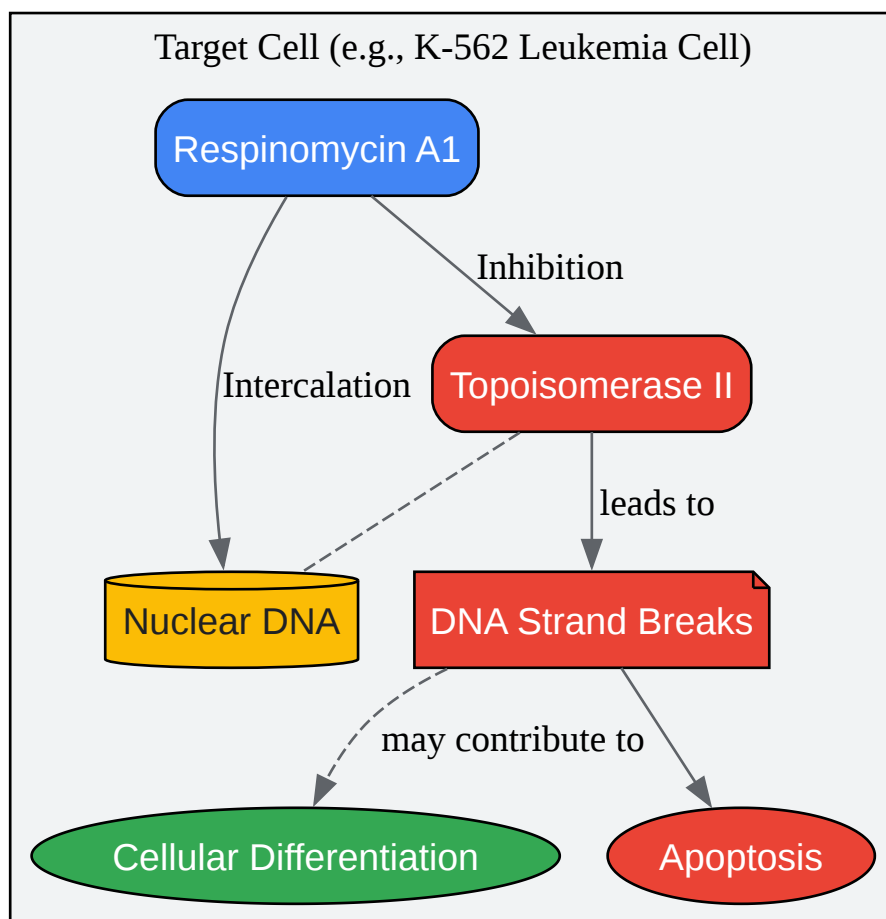 Target Cell (e.g., K-562 Leukemia Cell)
Respinomycin A1
Inhibition
Intercalation
Topoisomerase II
leads to
Nuclear DNA
DNA Strand Breaks
may contribute to
Cellular Differentiation
Apoptosis